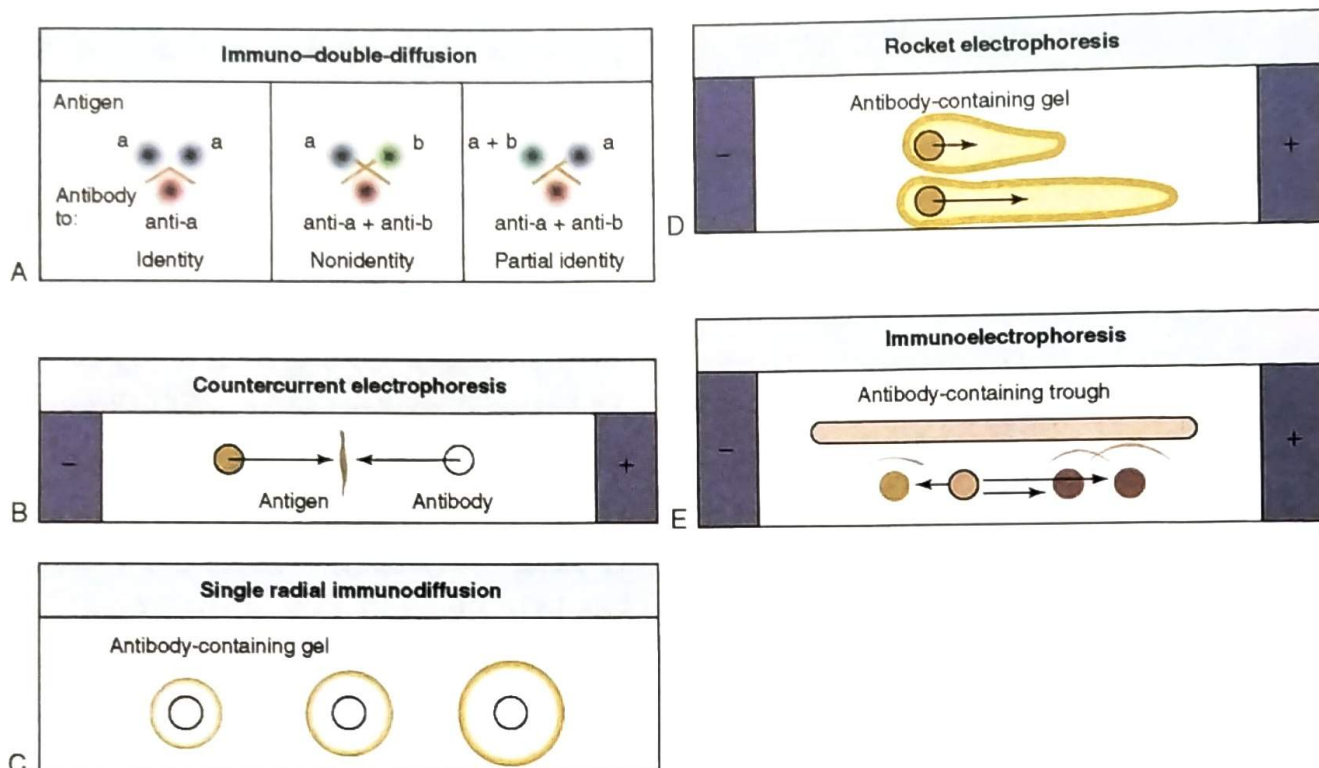 Immuno–double-diffusion
Antigen
a a
a b
a + b a
Antibody
to:
anti-a
anti-a + anti-b
anti-a + anti-b
Identity
Nonidentity
Partial identity
A
Countercurrent electrophoresis
- +
Antigen Antibody
B
Single radial immunodiffusion
Antibody-containing gel
C
Rocket electrophoresis
Antibody-containing gel
- +
D
Immunoelectrophoresis
Antibody-containing trough
- +
E